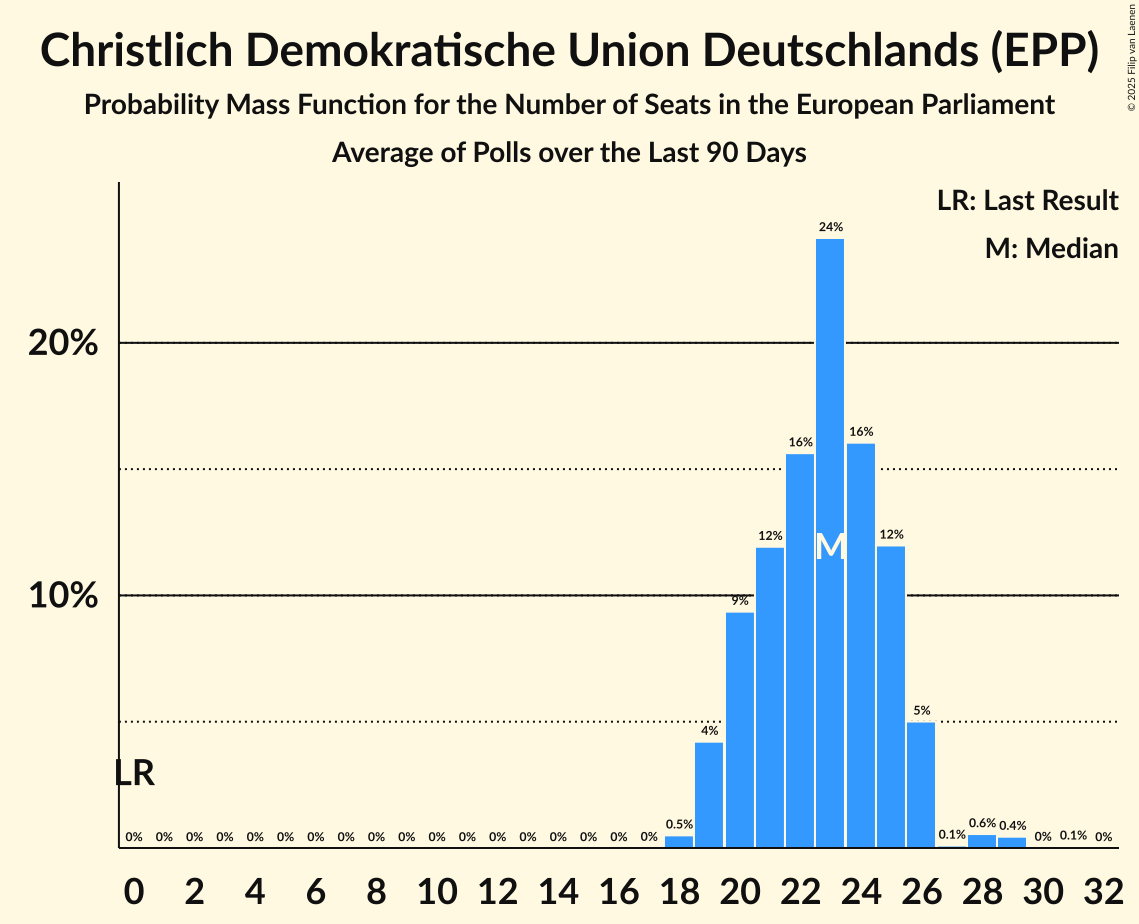 Christlich Demokratische Union Deutschlands (EPP)
Probability Mass Function for the Number of Seats in the European Parliament
Average of Polls over the Last 90 Days
© 2025 Filip van Laenen
LR: Last Result
M: Median
20%
10%
LR
M
0% 0% 0% 0% 0% 0% 0% 0% 0% 0% 0% 0% 0% 0% 0% 0% 0% 0% 0.5% 4% 9% 12% 16% 24% 16% 12% 5% 0.1% 0.6% 0.4% 0% 0.1% 0%
0 2 4 6 8 10 12 14 16 18 20 22 24 26 28 30 32